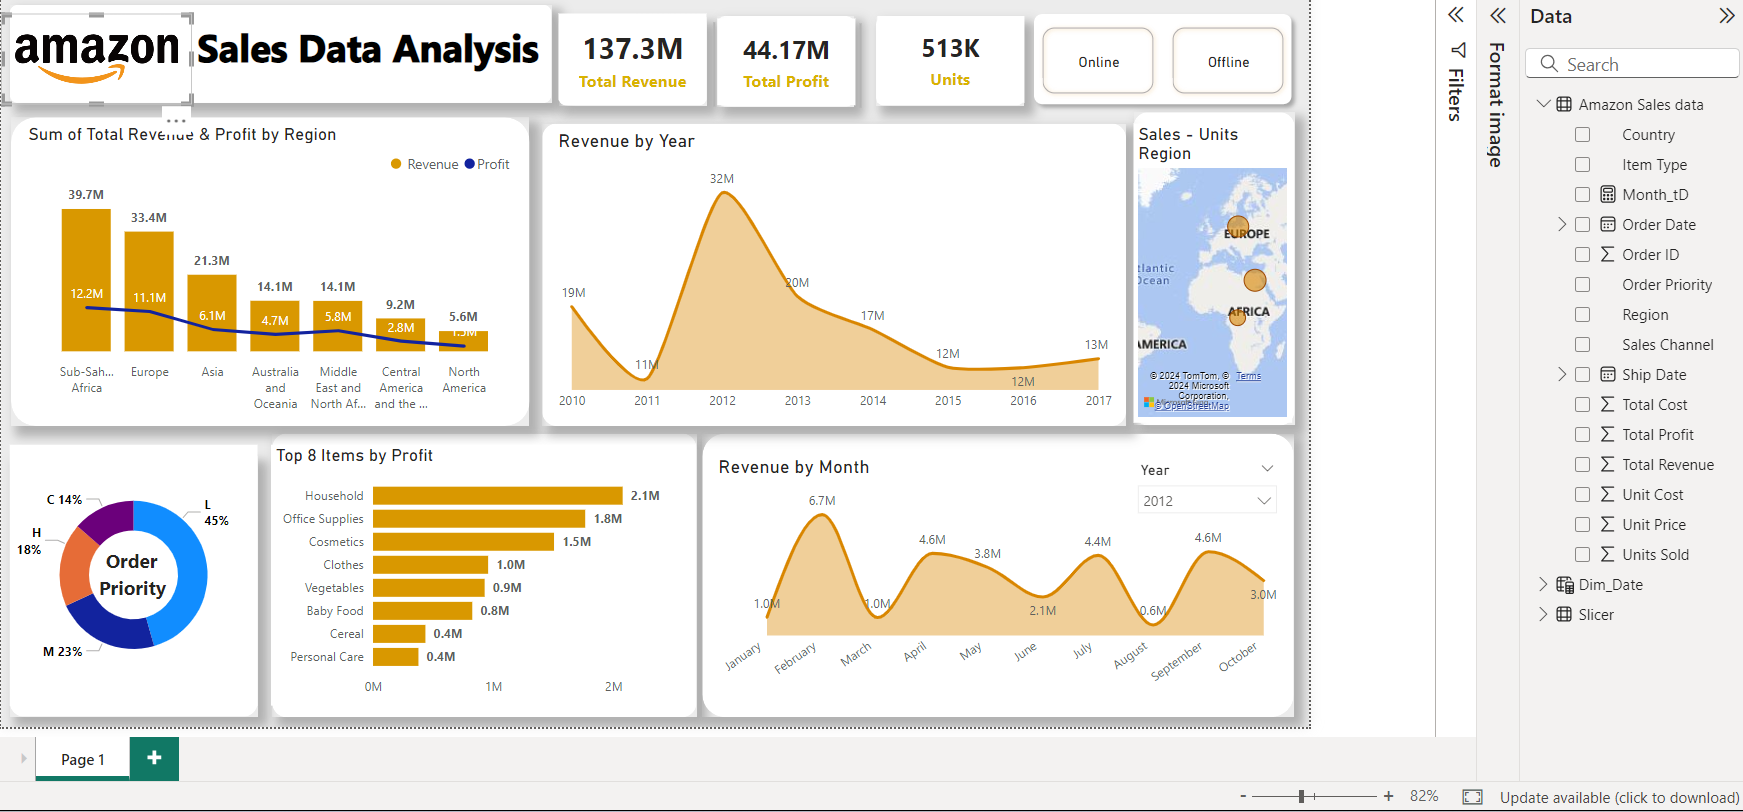 amazon
Sales Data Analysis
137.3M
Total Revenue
44.17M
Total Profit
513K
Units
Online
Offline
Sum of Total Revenue & Profit by Region
Revenue
Profit
39.7M
33.4M
21.3M
14.1M
14.1M
9.2M
5.6M
12.2M
11.1M
6.1M
4.7M
5.8M
2.8M
1.5M
Sub-Sah...
Africa
Europe
Asia
Australia
and
Oceania
Middle
East and
North Af...
Central
America
and the ...
North
America
Revenue by Year
19M
11M
32M
20M
17M
12M
12M
13M
2010
2011
2012
2013
2014
2015
2016
2017
Sales - Units
Region
EUROPE
tlantic
Ocean
AFRICA
AMERICA
© 2024 TomTom, ©
2024 Microsoft
Corporation,
© OpenStreetMap
Terms
C 14%
L
45%
H
18%
M 23%
Order
Priority
Top 8 Items by Profit
Household
2.1M
Office Supplies
1.8M
Cosmetics
1.5M
Clothes
1.0M
Vegetables
0.9M
Baby Food
0.8M
Cereal
0.4M
Personal Care
0.4M
0M
1M
2M
Revenue by Month
Year
2012
1.0M
6.7M
1.0M
4.6M
3.8M
2.1M
4.4M
0.6M
4.6M
3.0M
January
February
March
April
May
June
July
August
September
October
Filters
Format image
Data
Search
Amazon Sales data
Country
Item Type
Month_tD
Order Date
Order ID
Order Priority
Region
Sales Channel
Ship Date
Total Cost
Total Profit
Total Revenue
Unit Cost
Unit Price
Units Sold
Dim_Date
Slicer
Page 1
82%
Update available (click to download)